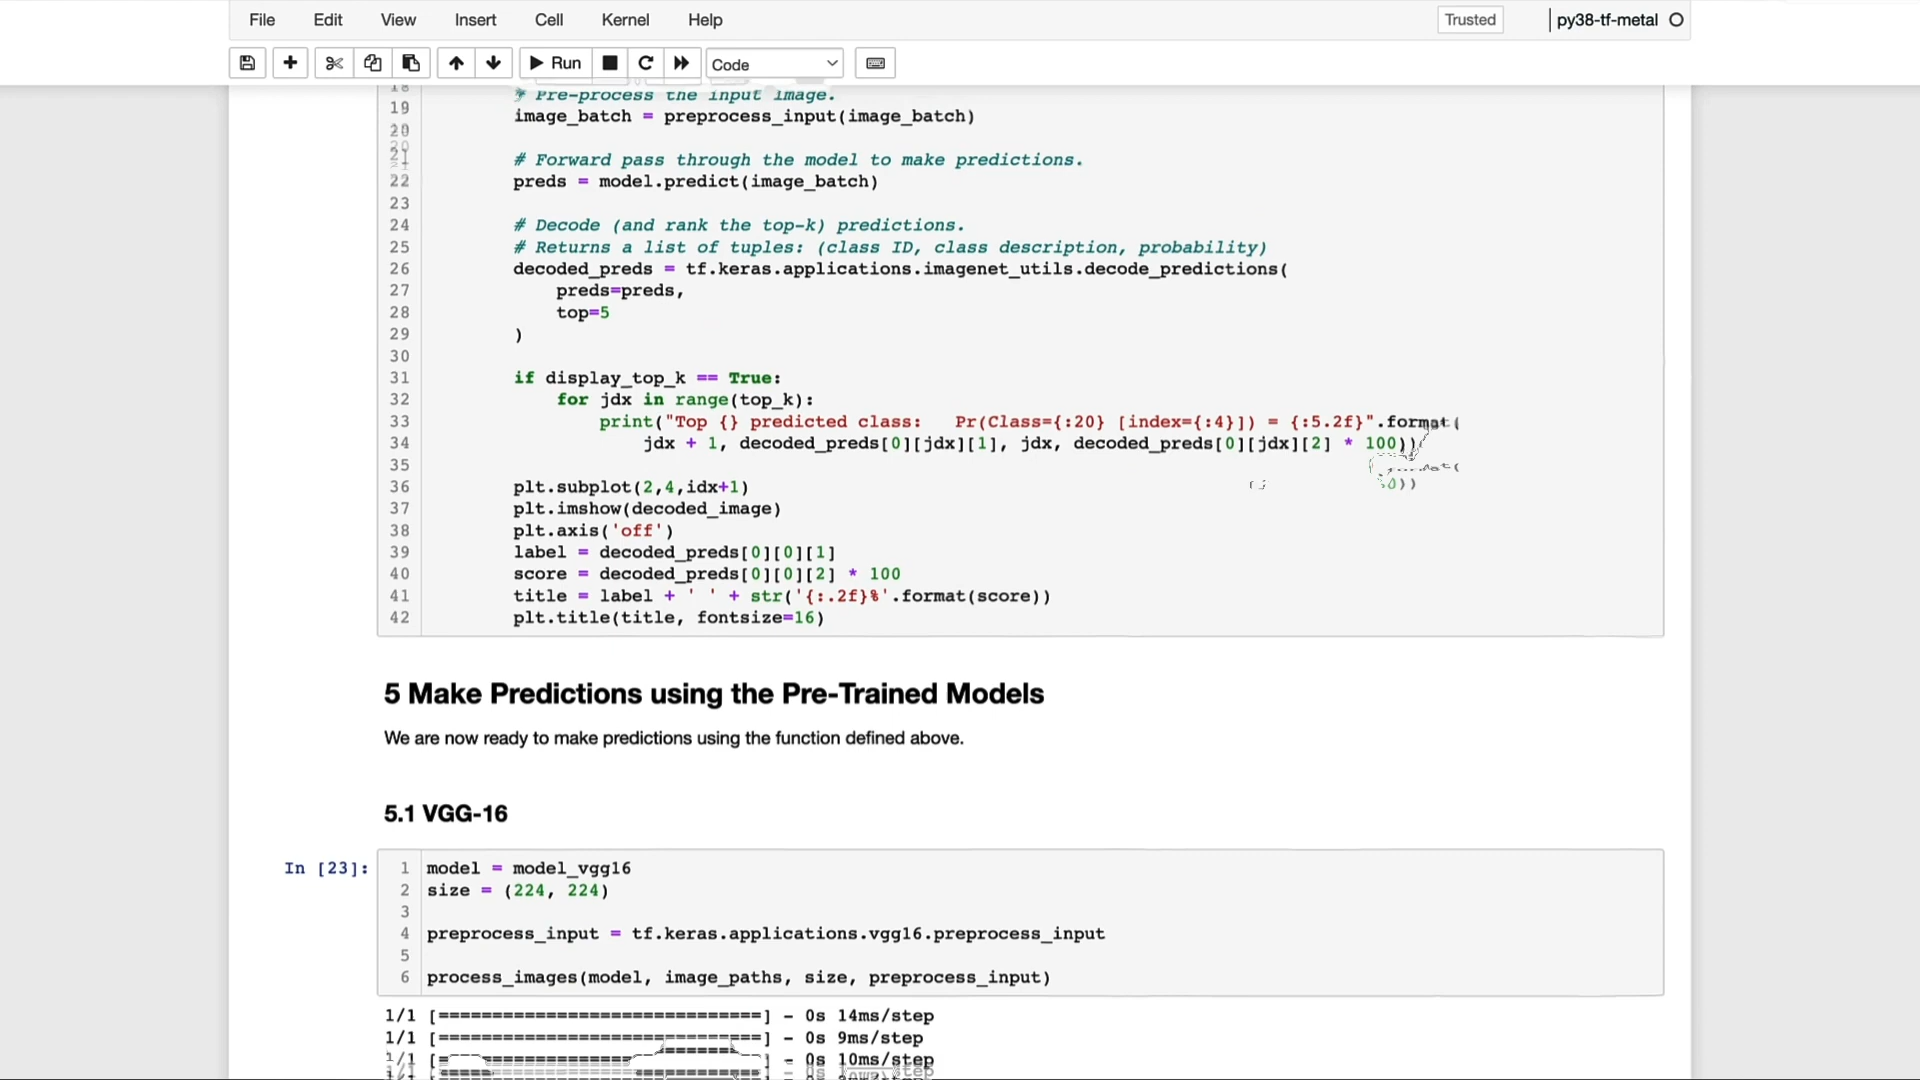 File Edit View Insert Cell Kernel Help Trusted py38-tf-metal
Run Code
18 # Pre-process the input image.
19 image_batch = preprocess_input(image_batch)
20
21 # Forward pass through the model to make predictions.
22 preds = model.predict(image_batch)
23
24 # Decode (and rank the top-k) predictions.
25 # Returns a list of tuples: (class ID, class description, probability)
26 decoded_preds = tf.keras.applications.imagenet_utils.decode_predictions(
27 preds=preds,
28 top=5
29 )
30
31 if display_top_k == True:
32 for jdx in range(top_k):
33 print("Top {} predicted class:   Pr(Class={:20} [index={:4}]) = {:5.2f}".format(
34 jdx + 1, decoded_preds[0][jdx][1], jdx, decoded_preds[0][jdx][2] * 100))
35
36 plt.subplot(2,4,idx+1)
37 plt.imshow(decoded_image)
38 plt.axis('off')
39 label = decoded_preds[0][0][1]
40 score = decoded_preds[0][0][2] * 100
41 title = label + ' ' + str('{:.2f}%'.format(score))
42 plt.title(title, fontsize=16)
5 Make Predictions using the Pre-Trained Models
We are now ready to make predictions using the function defined above.
5.1 VGG-16
In [23]: 1 model = model_vgg16
2 size = (224, 224)
3
4 preprocess_input = tf.keras.applications.vgg16.preprocess_input
5
6 process_images(model, image_paths, size, preprocess_input)
1/1 [==============================] - 0s 14ms/step
1/1 [==============================] - 0s 9ms/step
1/1 [==============================] - 0s 10ms/step